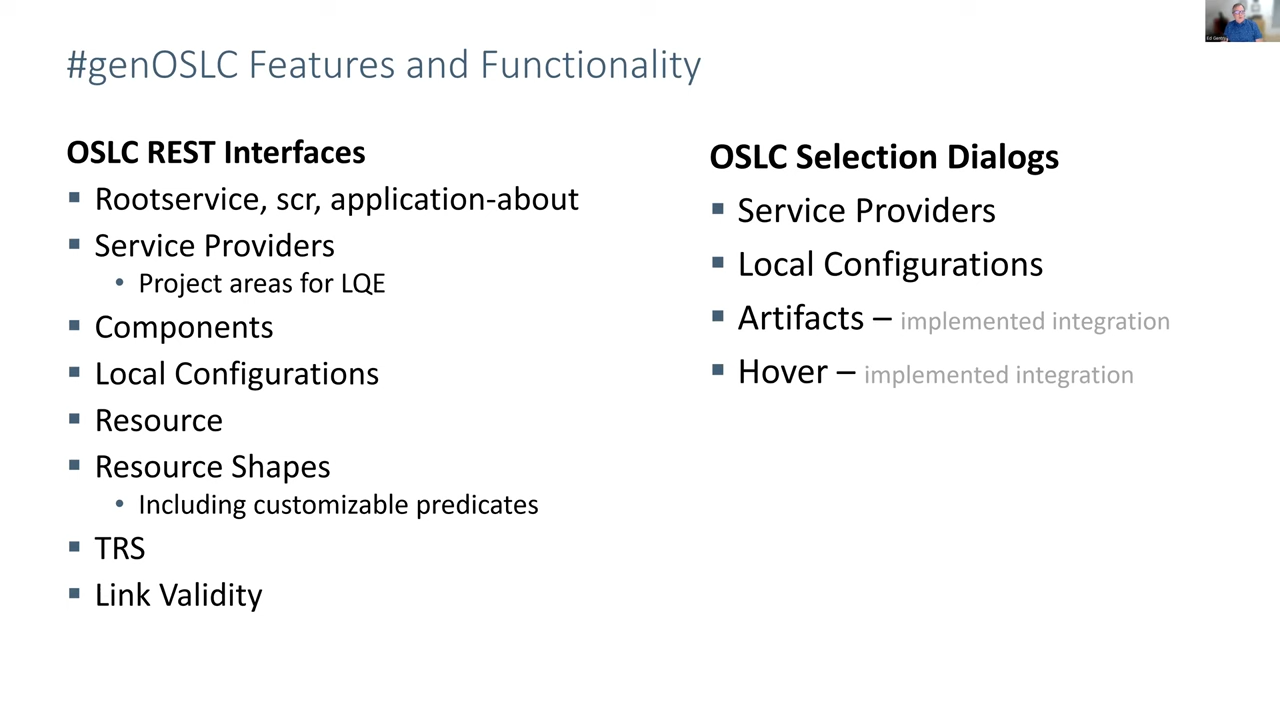 #genOSLC Features and Functionality
OSLC REST Interfaces
Rootservice, scr, application-about
Service Providers
Project areas for LQE
Components
Local Configurations
Resource
Resource Shapes
Including customizable predicates
TRS
Link Validity
OSLC Selection Dialogs
Service Providers
Local Configurations
Artifacts – implemented integration
Hover – implemented integration